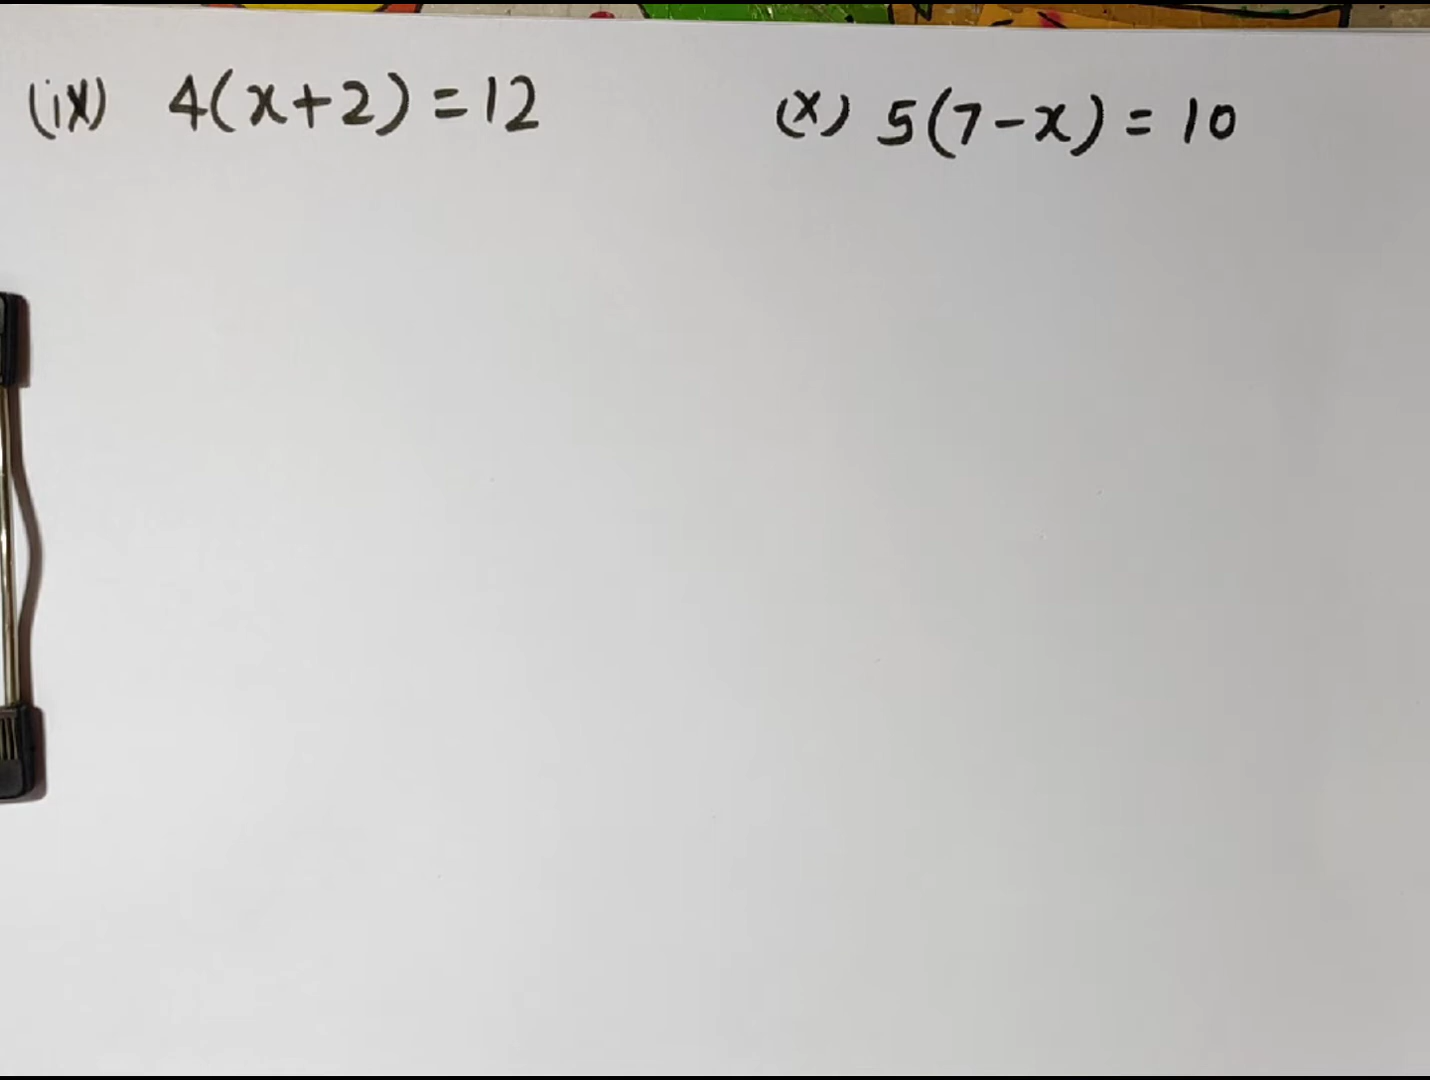 (ix) 4(x+2)=12
(x) 5(7-x) = 10